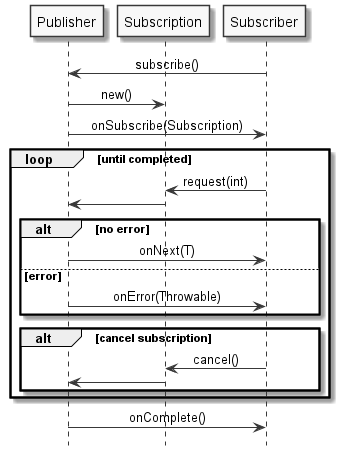 Publisher Subscription Subscriber
subscribe()
new()
onSubscribe(Subscription)
loop [until completed]
request(int)
alt [no error]
onNext(T)
[error]
onError(Throwable)
alt [cancel subscription]
cancel()
onComplete()